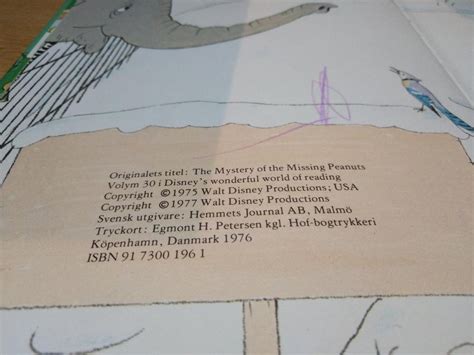 Originalets titel: The Mystery of the Missing Peanuts
Volym 30 i Disney's wonderful world of reading
Copyright ©1975 Walt Disney Productions; USA
Copyright ©1977 Walt Disney Productions
Svensk utgivare: Hemmets Journal AB, Malmö
Tryckort: Egmont H. Petersen kgl. Hof-bogtrykkeri
Köpenhamn, Danmark 1976
ISBN 91 7300 196 1